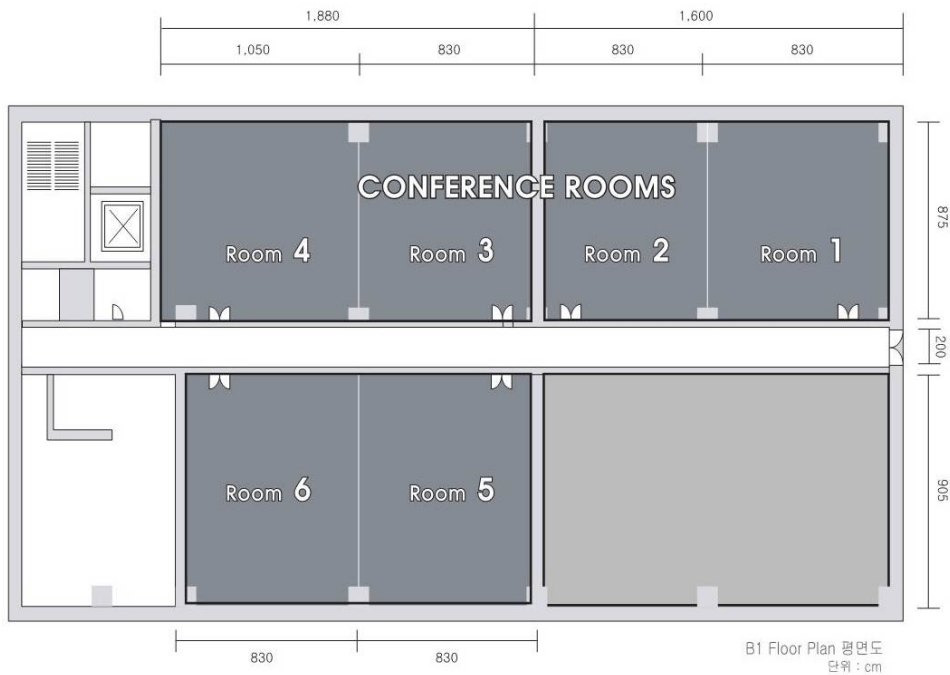 1,880
1,600
1,050
830
830
830
CONFERENCE ROOMS
875
Room 4
Room 3
Room 2
Room 1
200
Room 6
Room 5
905
830
830
B1 Floor Plan 평면도
단위 : cm